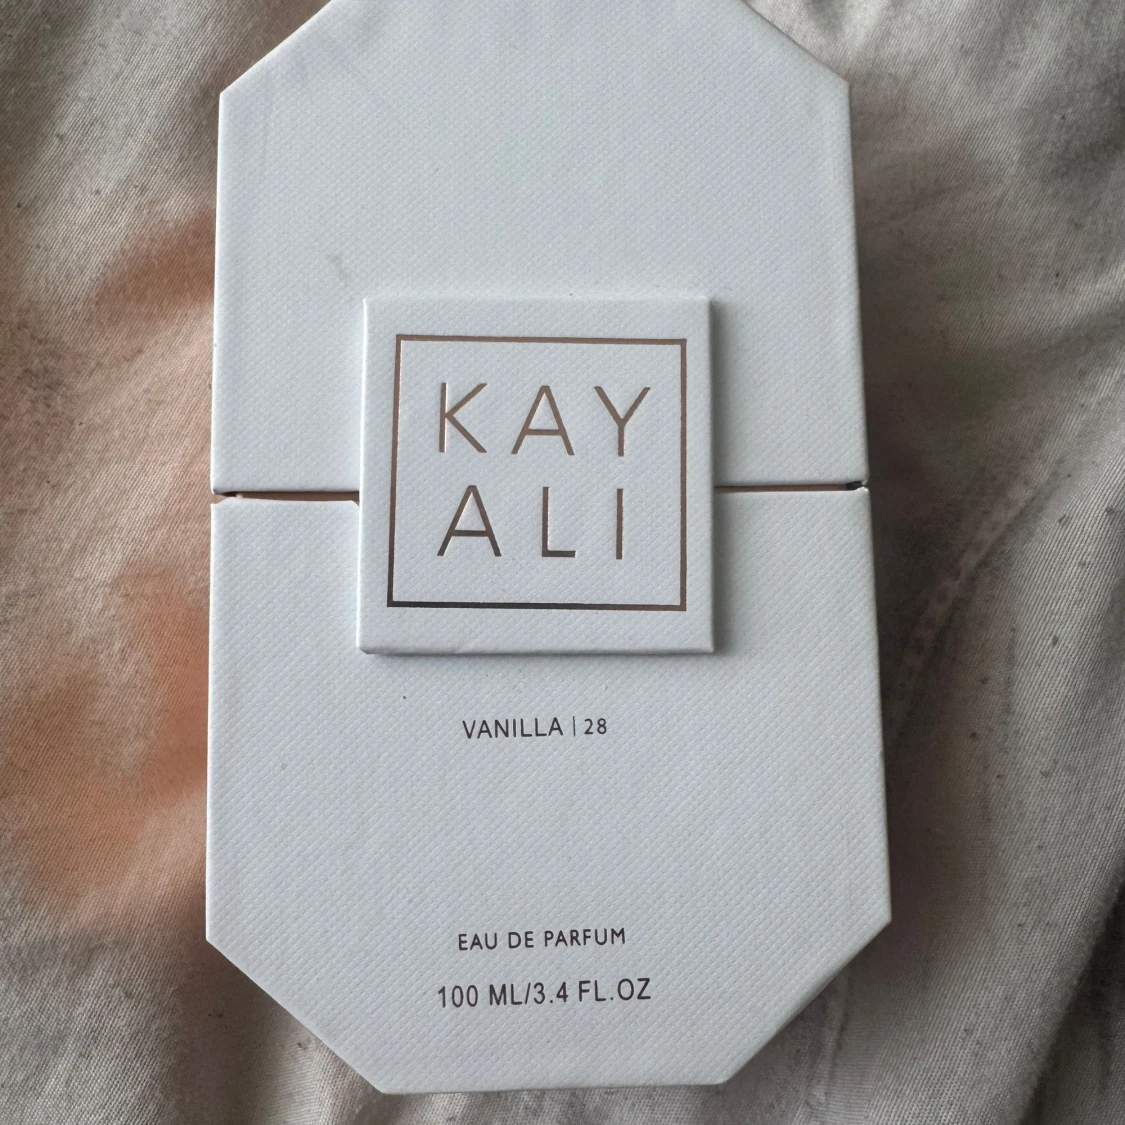 KAY
ALI
VANILLA | 28
EAU DE PARFUM
100 ML/3.4 FL.OZ